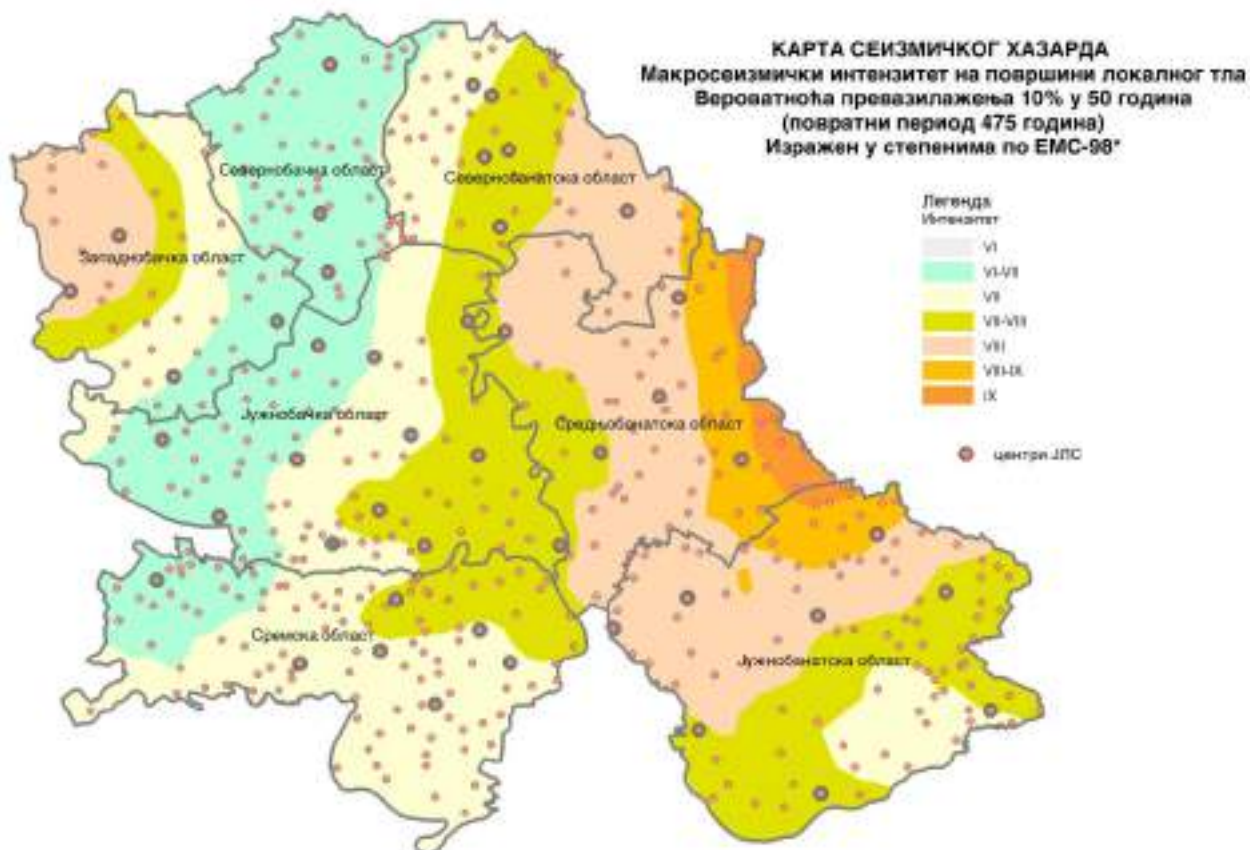 КАРТА СЕИЗМИЧКОГ ХАЗАРДА
Макросеизмички интензитет на површини локалног тла
Вероватноћа превазилажења 10% у 50 година
(повратни период 475 година)
Изражен у степенима по ЕМС-98*
Легенда
Интензитет
VI
VI-VII
VII
VII-VIII
VIII
VIII-IX
IX
центри ЈЛС
Севернобачка област
Севернобанатска област
Западнобачка област
Јужнобачка област
Средњобанатска област
Сремска област
Јужнобанатска област